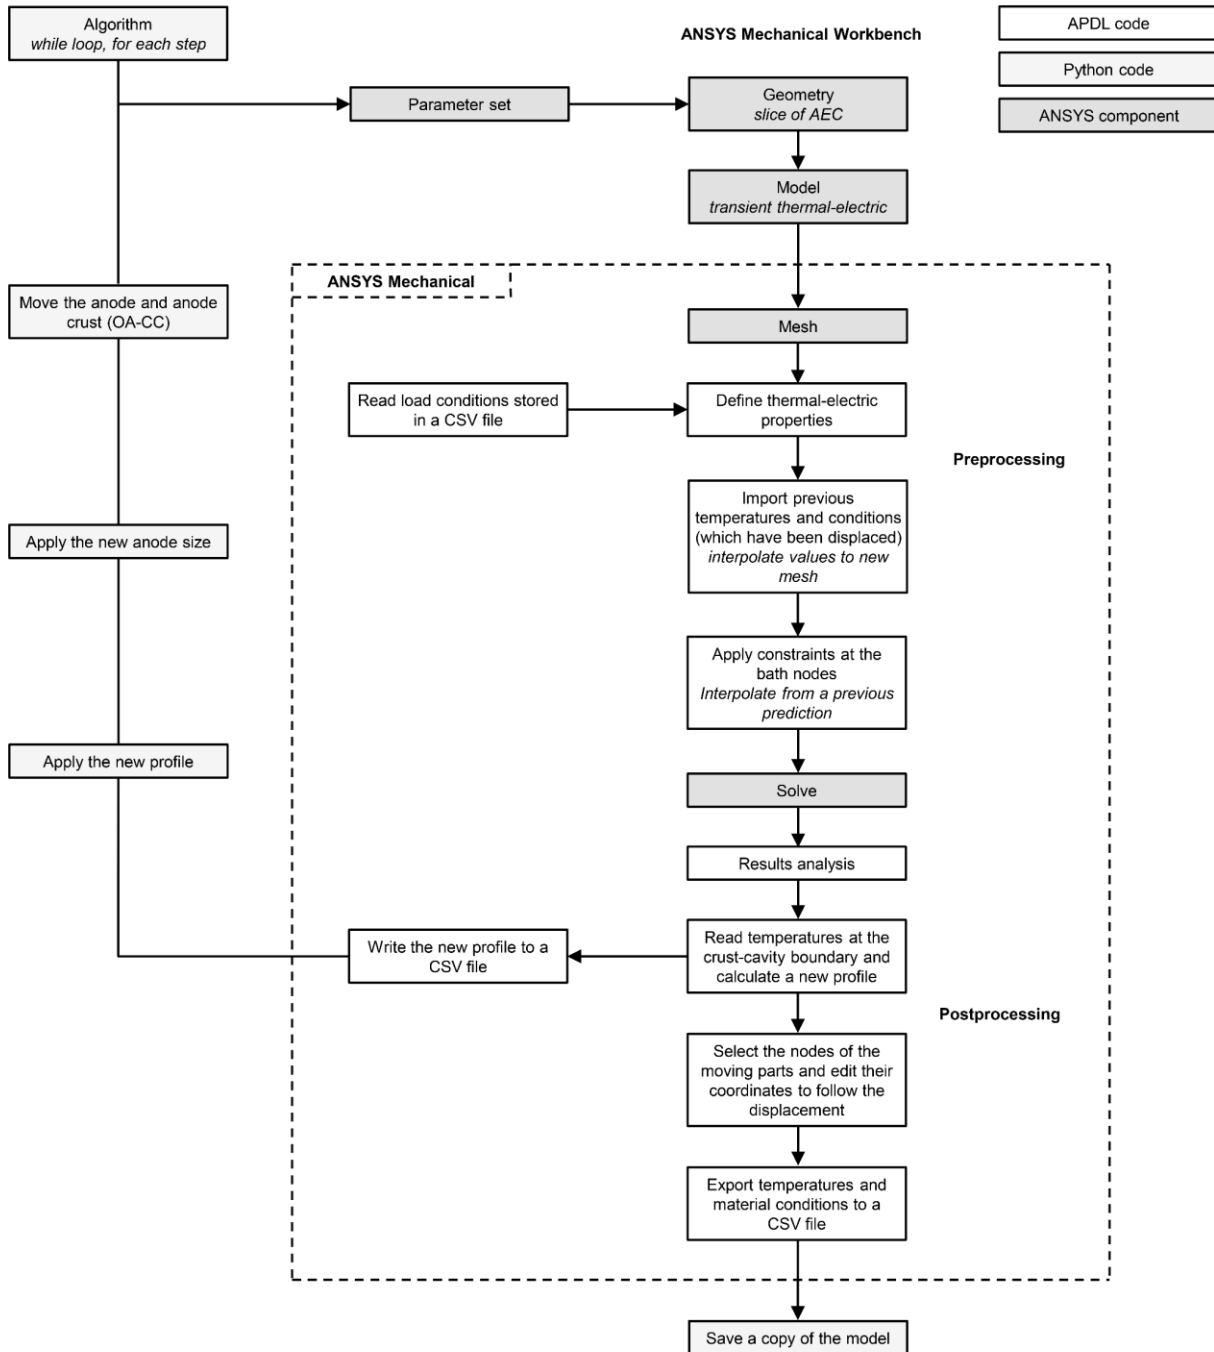 Algorithm
while loop, for each step
ANSYS Mechanical Workbench
APDL code
Python code
ANSYS component
Parameter set
Geometry
slice of AEC
Model
transient thermal-electric
ANSYS Mechanical
Move the anode and anode
crust (OA-CC)
Mesh
Read load conditions stored
in a CSV file
Define thermal-electric
properties
Preprocessing
Import previous
temperatures and conditions
(which have been displaced)
interpolate values to new
mesh
Apply the new anode size
Apply constraints at the
bath nodes
Interpolate from a previous
prediction
Apply the new profile
Solve
Results analysis
Write the new profile to a
CSV file
Read temperatures at the
crust-cavity boundary and
calculate a new profile
Postprocessing
Select the nodes of the
moving parts and edit their
coordinates to follow the
displacement
Export temperatures and
material conditions to a
CSV file
Save a copy of the model